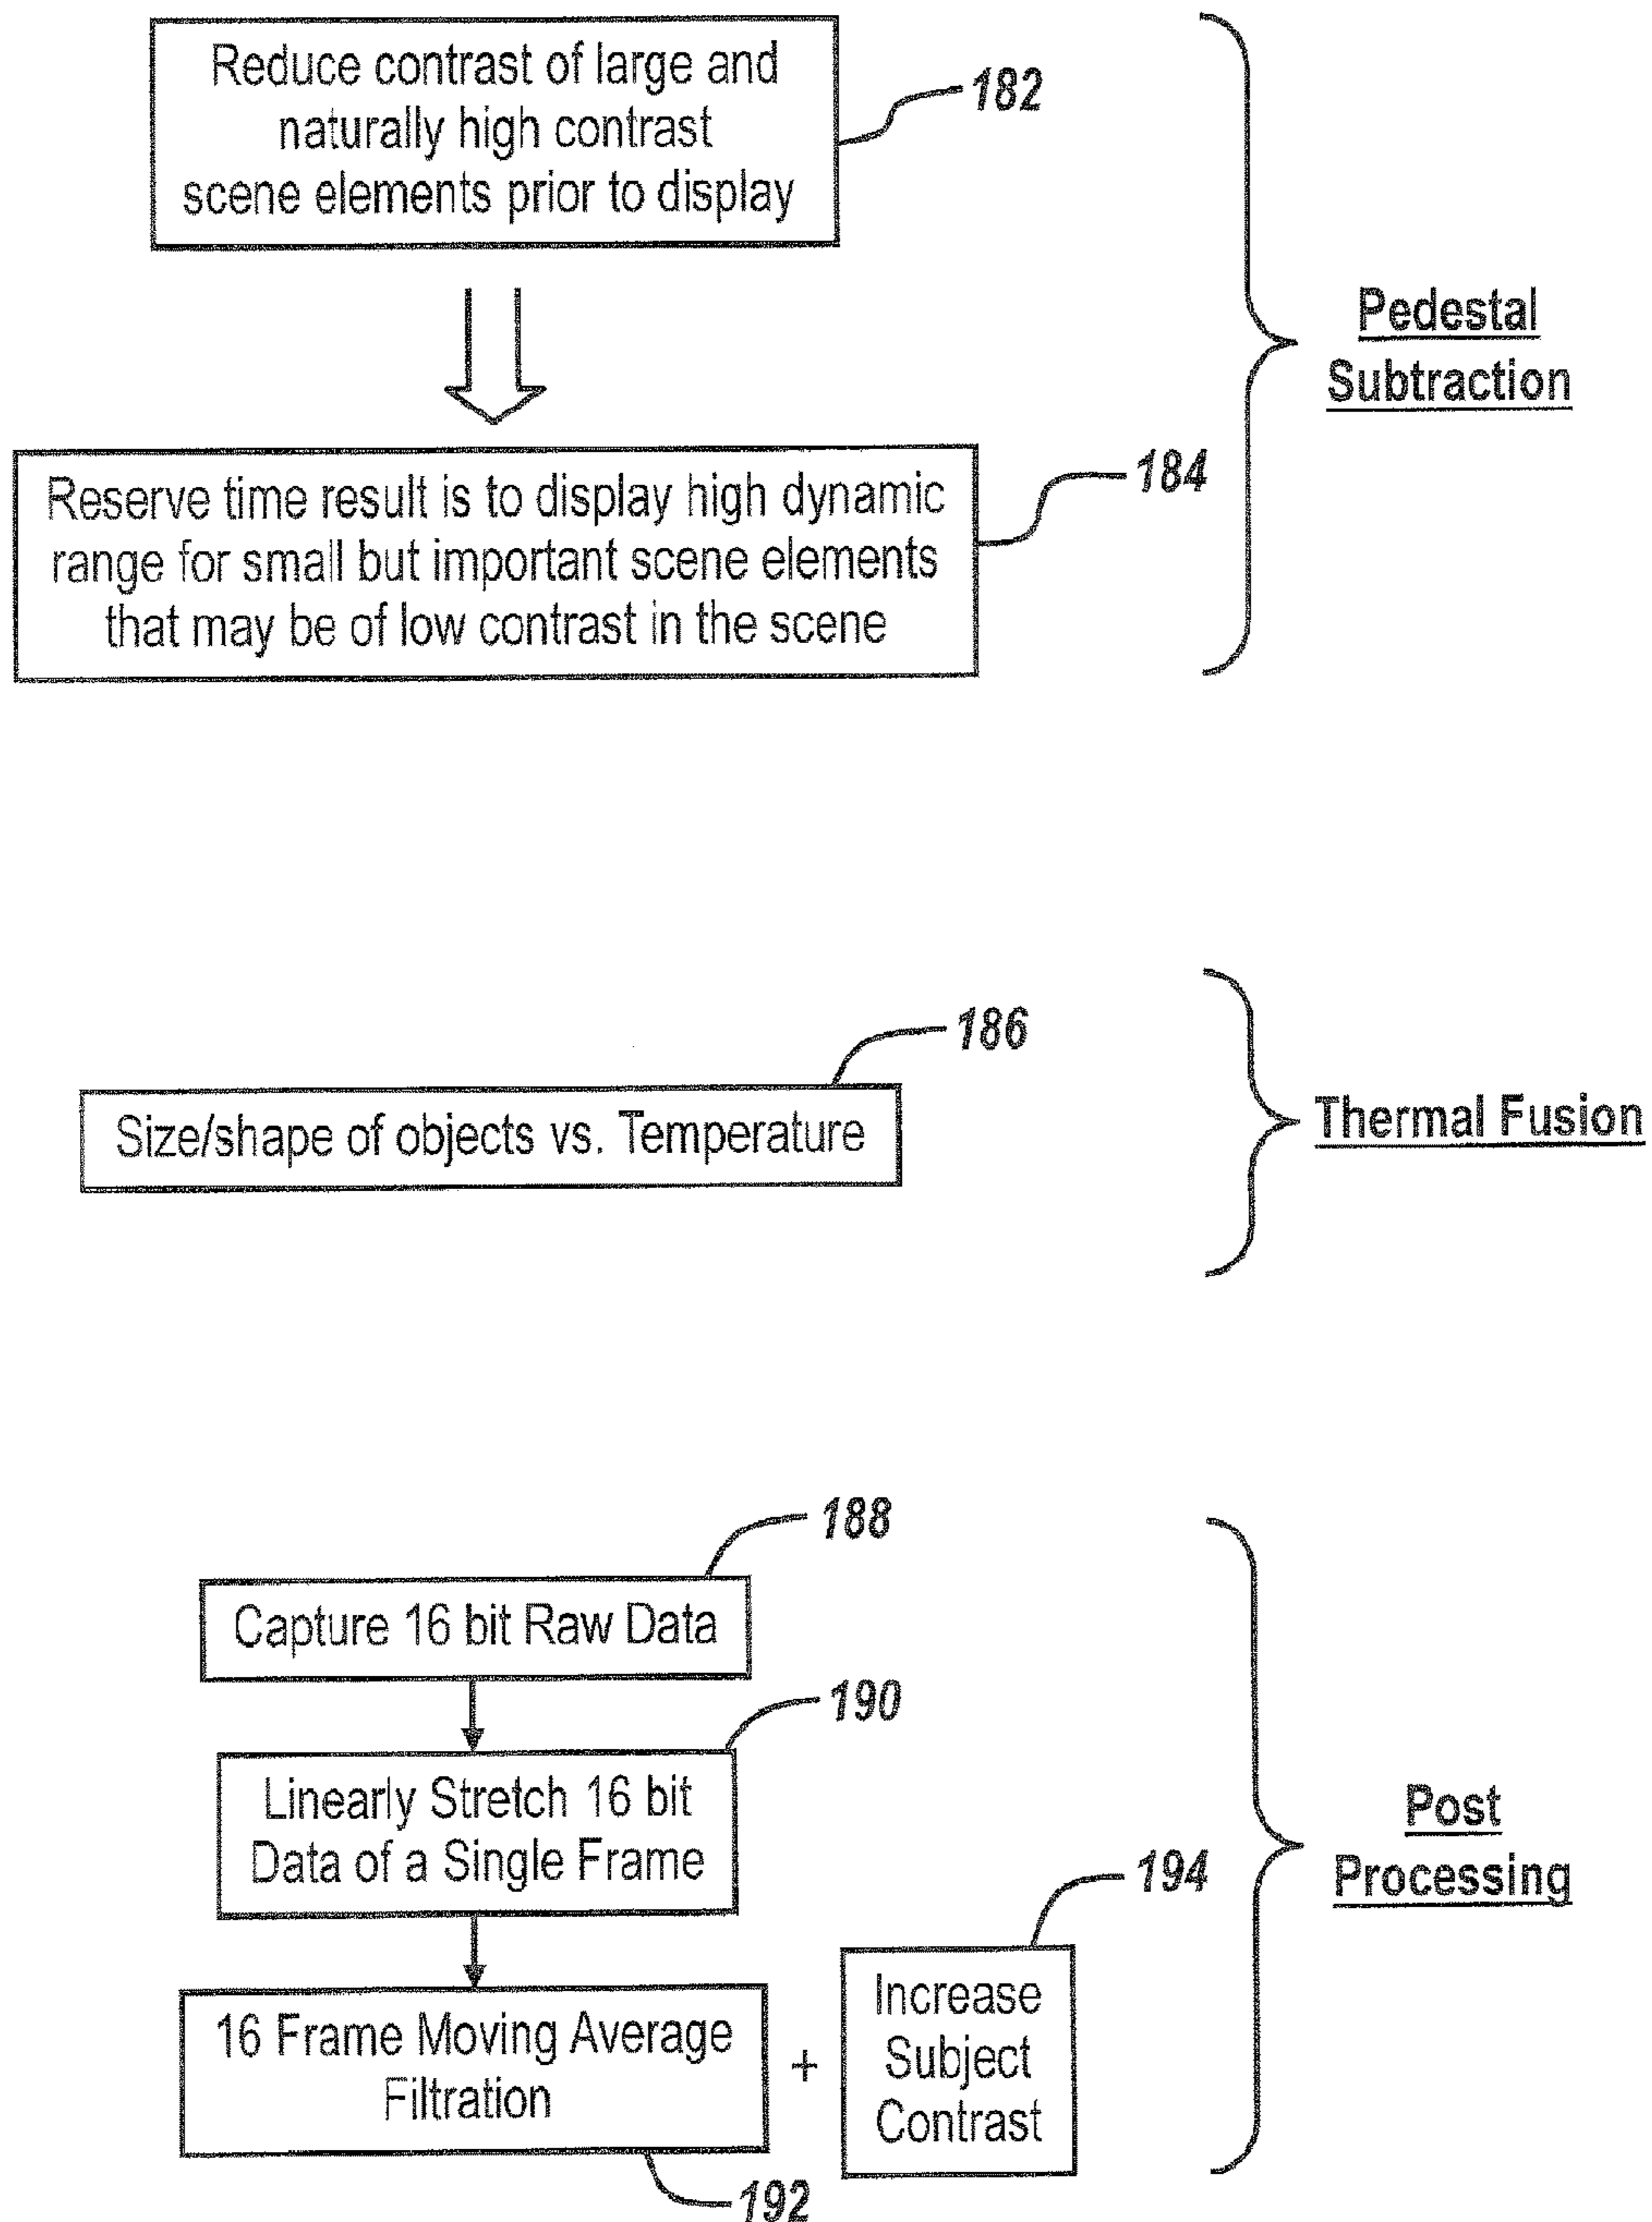 Reduce contrast of large and
naturally high contrast
scene elements prior to display
182
Pedestal
Subtraction
Reserve time result is to display high dynamic
range for small but important scene elements
that may be of low contrast in the scene
184
Size/shape of objects vs. Temperature
186
Thermal Fusion
Capture 16 bit Raw Data
188
Linearly Stretch 16 bit
Data of a Single Frame
190
16 Frame Moving Average
Filtration
192
+
Increase
Subject
Contrast
194
Post
Processing